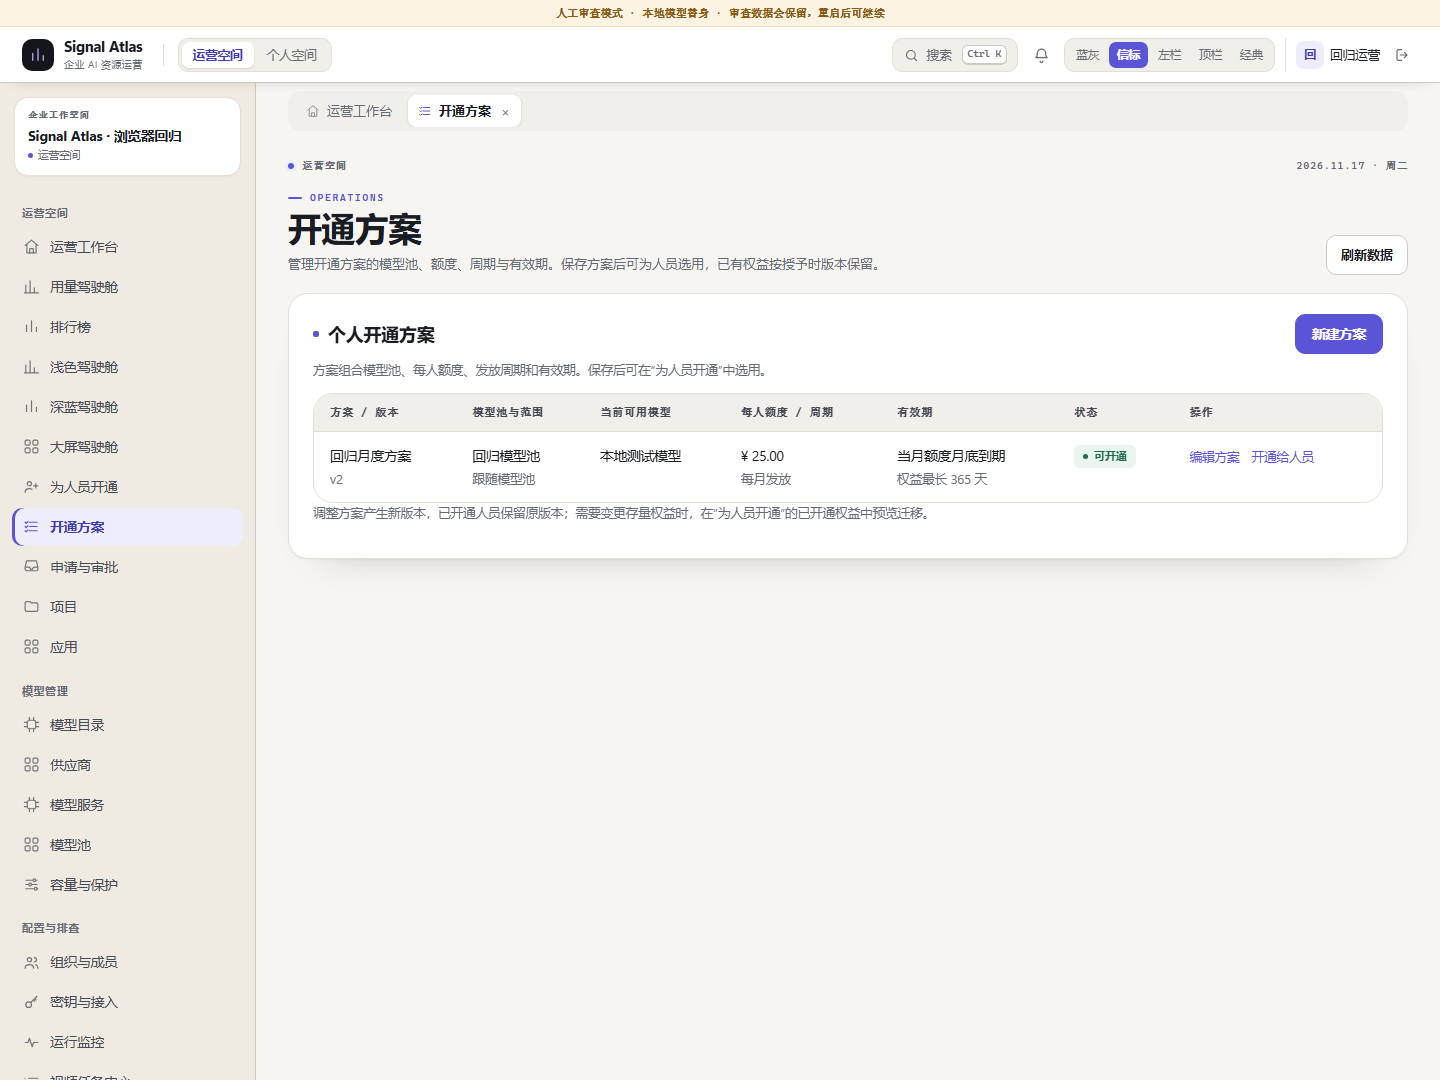 人工审查模式 · 本地模型替身 · 审查数据会保留，重启后可继续
Signal Atlas
企业 AI 资源运营
运营空间 个人空间
搜索 Ctrl K
蓝灰 信标 左栏 顶栏 经典
回 回归运营
企业工作空间
Signal Atlas · 浏览器回归
运营空间
运营空间
运营工作台
用量驾驶舱
排行榜
浅色驾驶舱
深蓝驾驶舱
大屏驾驶舱
为人员开通
开通方案
申请与审批
项目
应用
模型管理
模型目录
供应商
模型服务
模型池
容量与保护
配置与排查
组织与成员
密钥与接入
运行监控
视频任务中心
运营工作台 开通方案 ×
运营空间
2026.11.17 · 周二
OPERATIONS
开通方案
管理开通方案的模型池、额度、周期与有效期。保存方案后可为人员选用，已有权益按授予时版本保留。
刷新数据
个人开通方案
新建方案
方案组合模型池、每人额度、发放周期和有效期。保存后可在“为人员开通”中选用。
方案 / 版本 模型池与范围 当前可用模型 每人额度 / 周期 有效期 状态 操作
回归月度方案 回归模型池 本地测试模型 ¥ 25.00 当月额度月底到期 可开通 编辑方案 开通给人员
v2 跟随模型池 每月发放 权益最长 365 天
调整方案产生新版本，已开通人员保留原版本；需要变更存量权益时，在“为人员开通”的已开通权益中预览迁移。